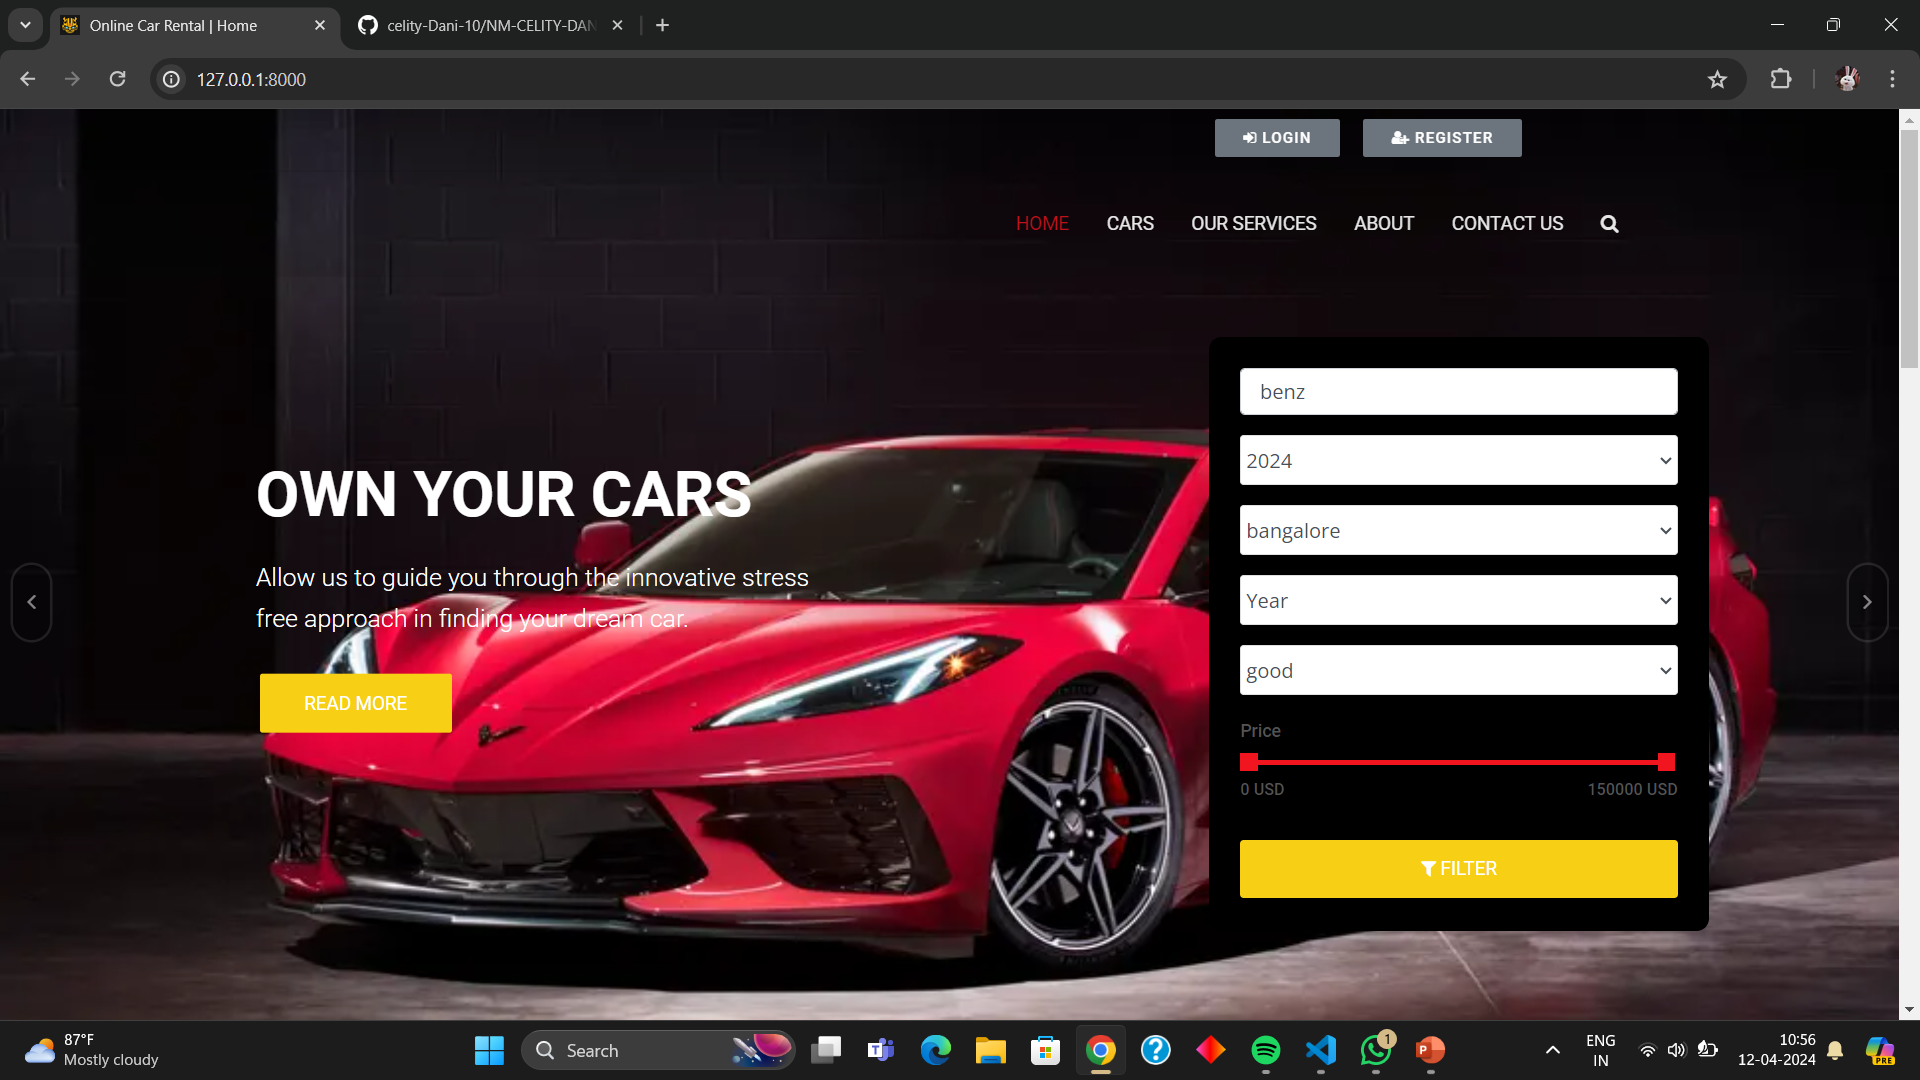 Online Car Rental | Home
celity-Dani-10/NM-CELITY-DAN
127.0.0.1:8000
LOGIN
REGISTER
HOME
CARS
OUR SERVICES
ABOUT
CONTACT US
benz
2024
bangalore
Year
good
Price
0 USD
150000 USD
FILTER
OWN YOUR CARS
Allow us to guide you through the innovative stress
free approach in finding your dream car.
READ MORE
87°F
Mostly cloudy
Search
1
ENG
IN
10:56
12-04-2024
PRE